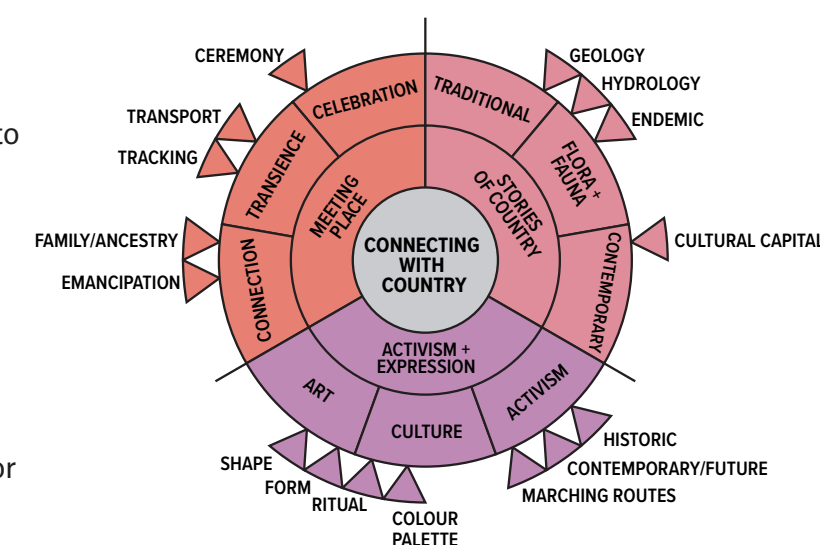 to
or
CEREMONY
TRANSPORT
TRACKING
FAMILY/ANCESTRY
EMANCIPATION
CELEBRATION
TRANSIENCE
CONNECTION
MEETING
PLACE
CONNECTING
WITH
COUNTRY
STORIES
OF COUNTRY
TRADITIONAL
FLORA +
FAUNA
CONTEMPORARY
GEOLOGY
HYDROLOGY
ENDEMIC
CULTURAL CAPITAL
ACTIVISM +
EXPRESSION
ART
CULTURE
ACTIVISM
SHAPE
FORM
RITUAL
COLOUR
PALETTE
HISTORIC
CONTEMPORARY/FUTURE
MARCHING ROUTES